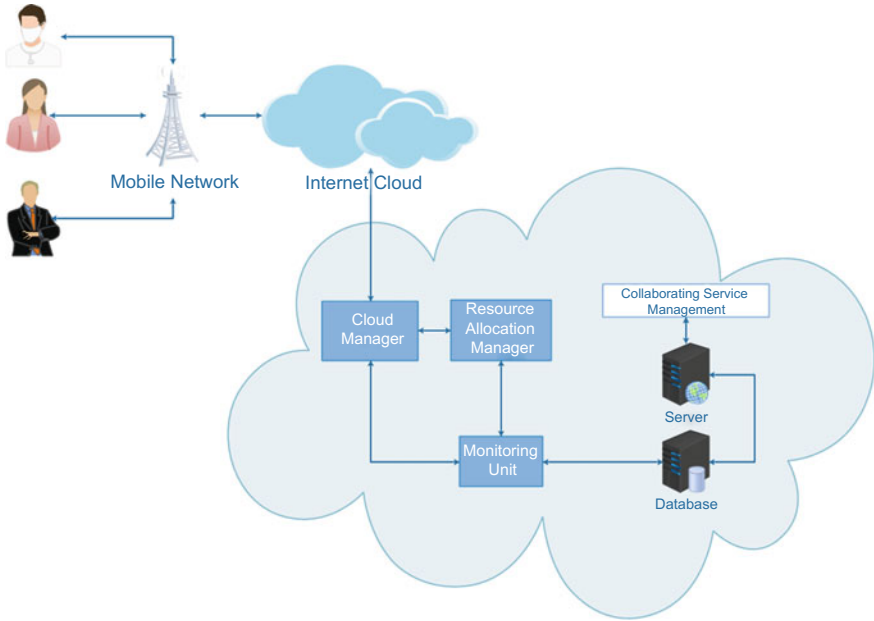 Mobile Network
Internet Cloud
Cloud
Manager
Resource
Allocation
Manager
Collaborating Service
Management
Server
Monitoring
Unit
Database